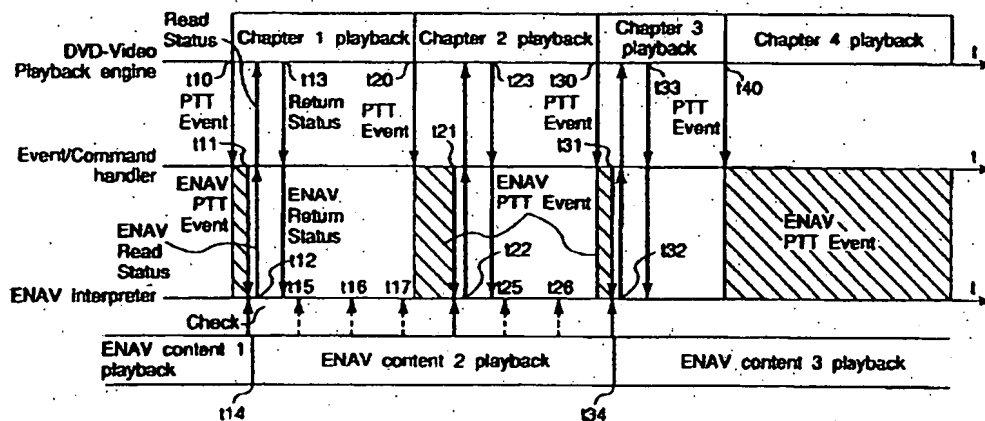 Read
Status
DVD-Video
Playback engine
Chapter 1 playback
Chapter 2 playback
Chapter 3
playback
Chapter 4 playback
t
t10
PTT
Event
t11
t13
Return
Status
t20
PTT
Event
t21
t23
t30
PTT
Event
t31
t33
PTT
Event
t40
Event/Command
handler
t
ENAV
PTT
Event
ENAV
Read
Status
ENAV
Return
Status
t12
ENAV
PTT Event
t22
t32
ENAV
PTT Event
ENAV interpreter
t15
t16
t17
t25
t26
t
Check
ENAV content 1
playback
ENAV content 2 playback
ENAV content 3 playback
t14
t34